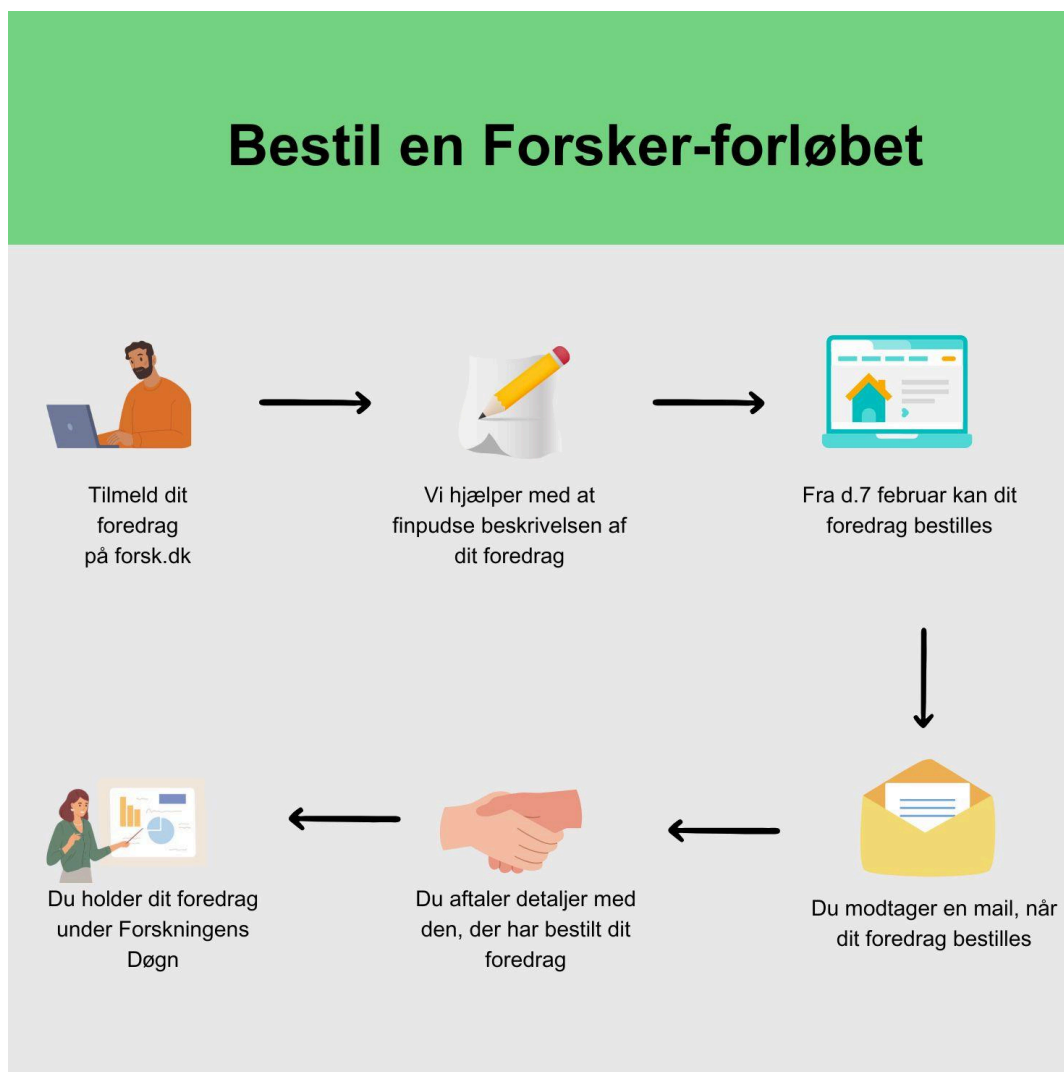 Bestil en Forsker-forløbet
Tilmeld dit
foredrag
på forsk.dk
Vi hjælper med at
finpudse beskrivelsen af
dit foredrag
Fra d.7 februar kan dit
foredrag bestilles
Du modtager en mail, når
dit foredrag bestilles
Du aftaler detaljer med
den, der har bestilt dit
foredrag
Du holder dit foredrag
under Forskningens
Døgn